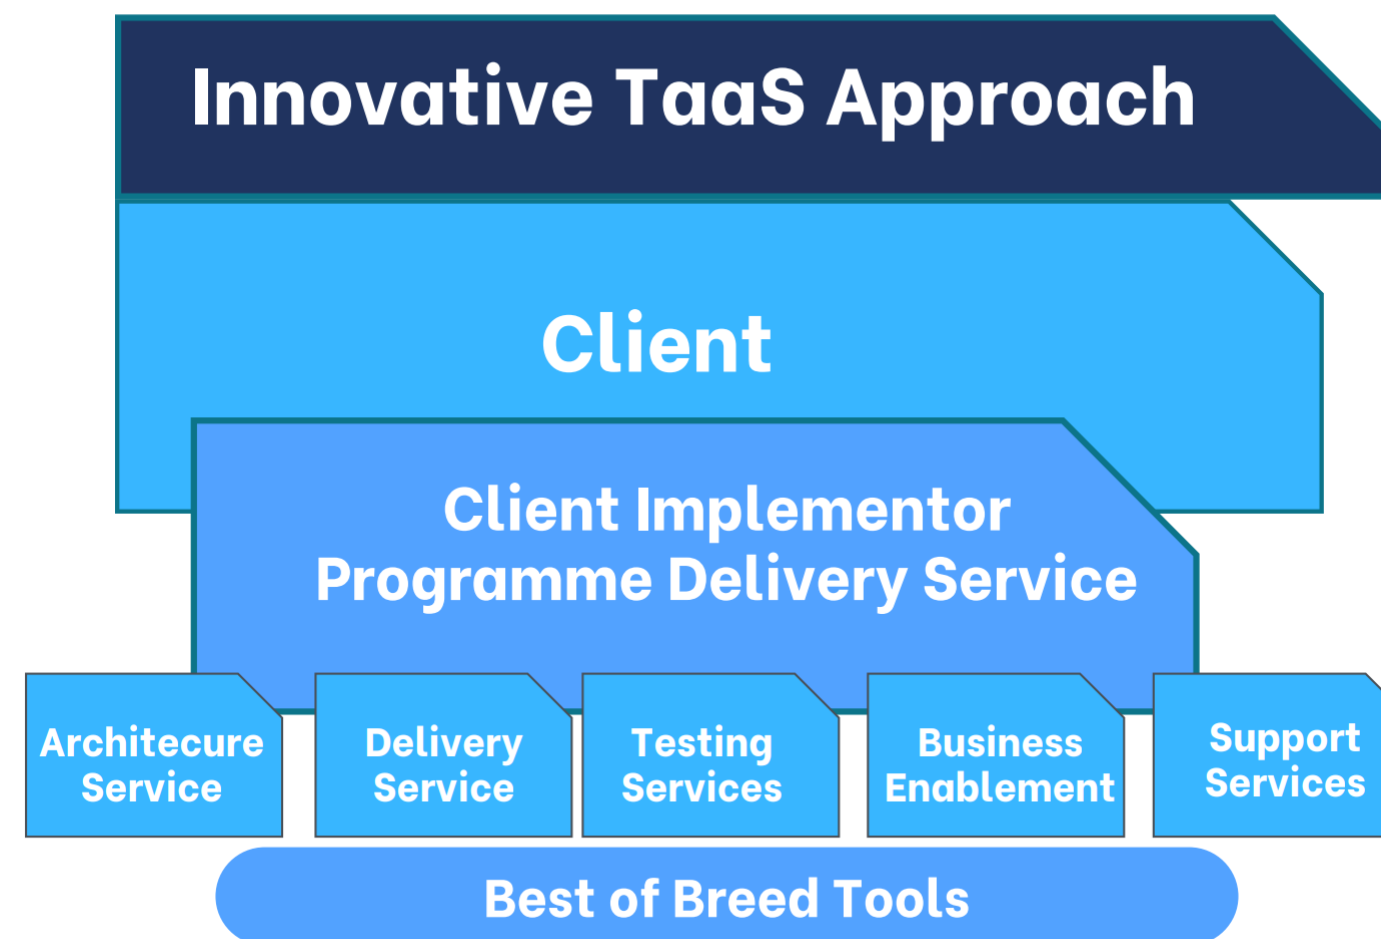 Innovative TaaS Approach
Client
Client Implementor
Programme Delivery Service
Architecure
Service
Delivery
Service
Testing
Services
Business
Enablement
Support
Services
Best of Breed Tools